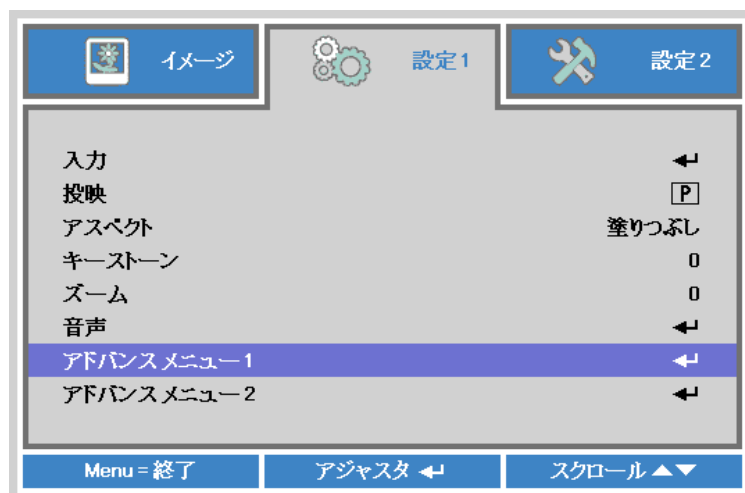 イメージ 設定1 設定2
入力 ↵
投映 P
アスペクト 塗りつぶし
キーストーン 0
ズーム 0
音声 ↵
アドバンスメニュー1 ↵
アドバンスメニュー2 ↵
Menu = 終了 アジャスタ ↵ スクロール ▲▼